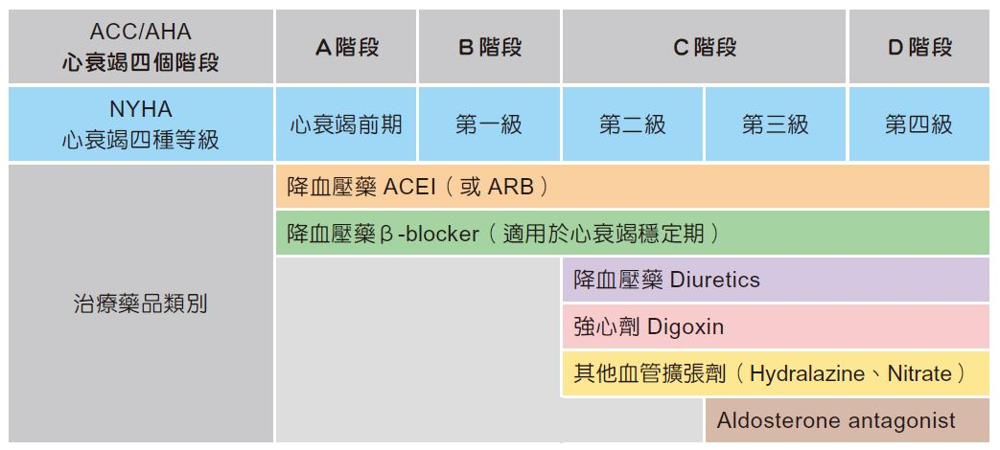 ACC/AHA
心衰竭四個階段
A 階段
B 階段
C 階段
D 階段
NYHA
心衰竭四種等級
心衰竭前期
第一級
第二級
第三級
第四級
治療藥品類別
降血壓藥 ACEI（或 ARB）
降血壓藥β-blocker（適用於心衰竭穩定期）
降血壓藥 Diuretics
強心劑 Digoxin
其他血管擴張劑（Hydralazine、Nitrate）
Aldosterone antagonist